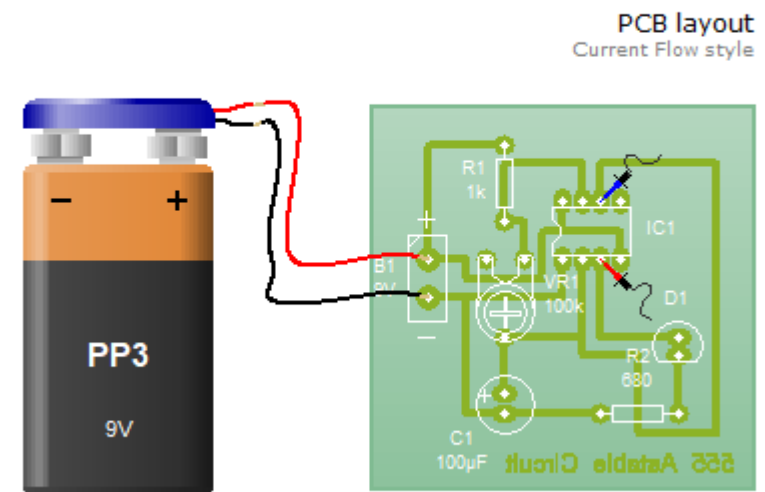 PCB layout
Current Flow style
− +
PP3
9V
R1
1k
IC1
+
B1
9V
−
VR1
100k
D1
R2
680
+
C1
100µF
555 Astable Circuit